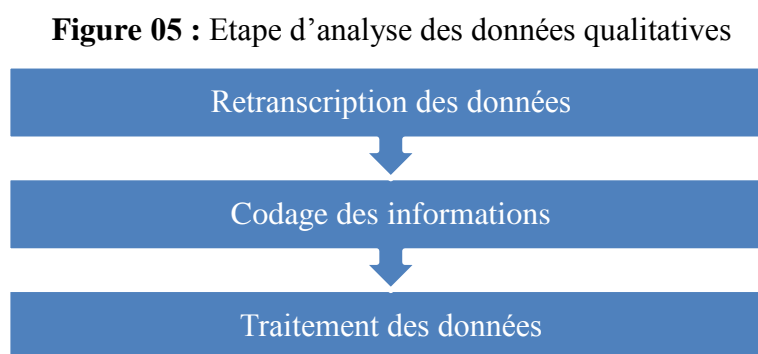 Figure 05 : Etape d’analyse des données qualitatives
Retranscription des données
Codage des informations
Traitement des données